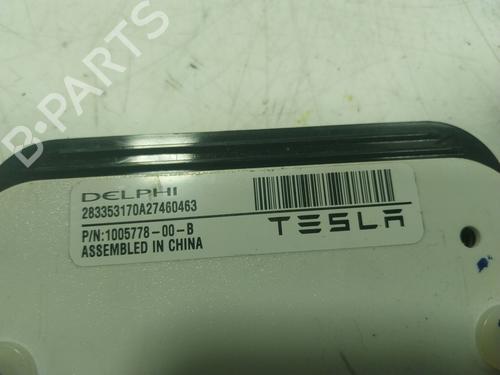 B-PARTS
DELPHI
283353170A27460463
P/N:1005778-00-B
ASSEMBLED IN CHINA
TESLA